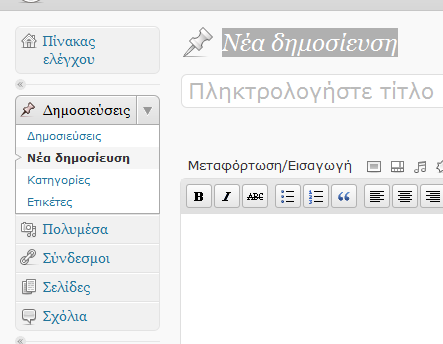 Πίνακας
ελέγχου
Δημοσιεύσεις
Δημοσιεύσεις
Νέα δημοσίευση
Κατηγορίες
Ετικέτες
Πολυμέσα
Σύνδεσμοι
Σελίδες
Σχόλια
Νέα δημοσίευση
Πληκτρολογήστε τίτλο
Μεταφόρτωση/Εισαγωγή
B I ABC